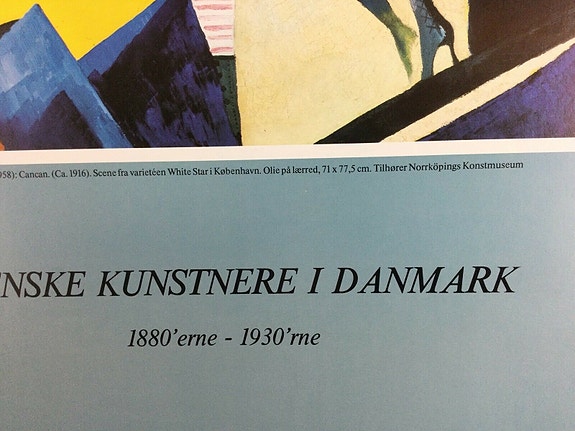 958): Cancan. (Ca. 1916). Scene fra varietéen White Star i København. Olie på lærred, 71 x 77,5 cm. Tilhører Norrköpings Konstmuseum
ENSKE KUNSTNERE I DANMARK
1880'erne - 1930'rne